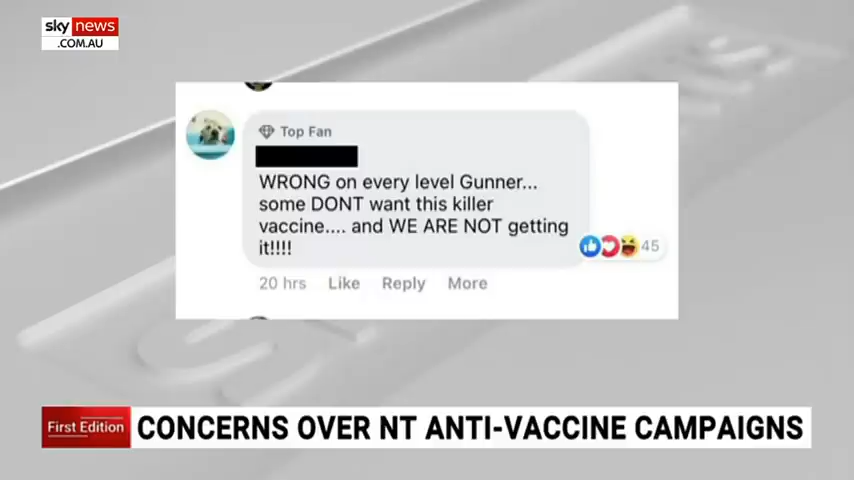 sky news
.COM.AU
Top Fan
WRONG on every level Gunner...
some DONT want this killer
vaccine.... and WE ARE NOT getting
it!!!!
45
20 hrs Like Reply More
First Edition
CONCERNS OVER NT ANTI-VACCINE CAMPAIGNS